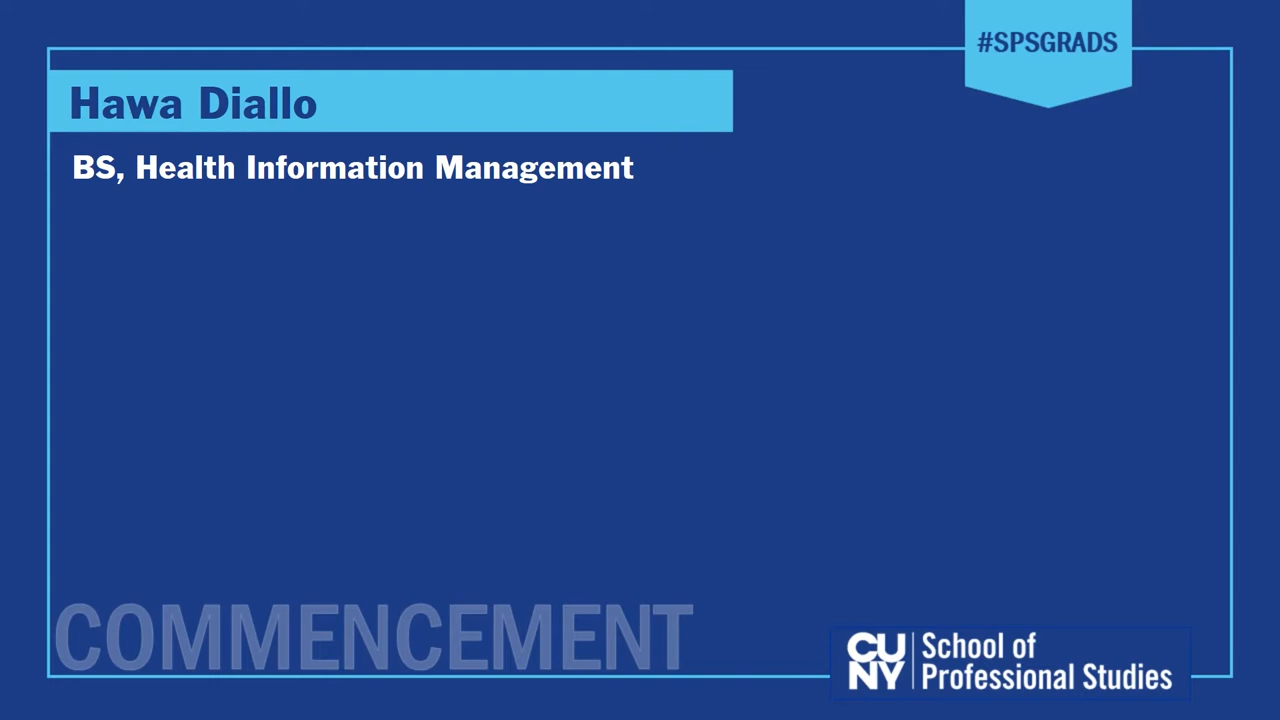 #SPSGRADS
Hawa Diallo
BS, Health Information Management
COMMENCEMENT
CUNY
School of
Professional Studies